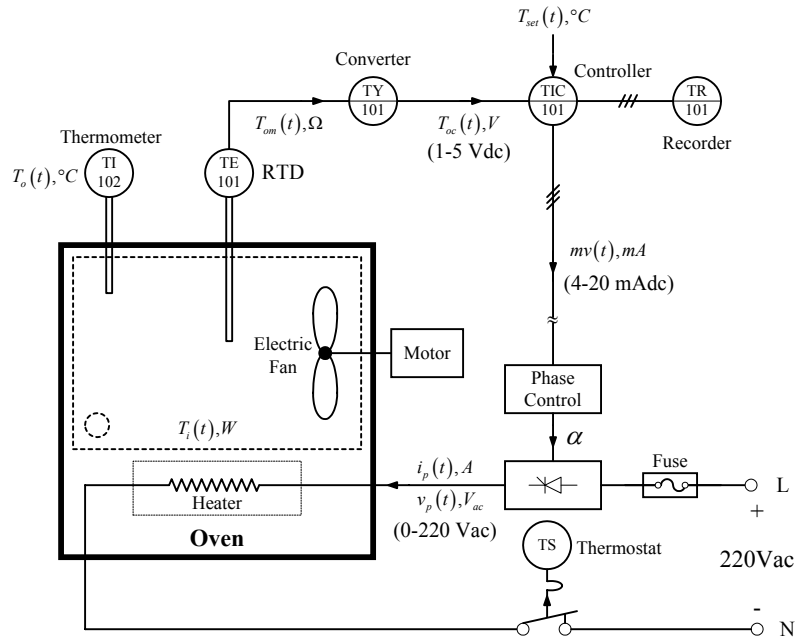 T_set(t),°C
Converter
Controller
TY
101
TIC
101
TR
101
T_om(t),Ω
T_oc(t),V
(1-5 Vdc)
Recorder
Thermometer
TI
102
TE
101
RTD
T_o(t),°C
mv(t),mA
(4-20 mAdc)
≈
Electric
Fan
Motor
Phase
Control
α
T_i(t),W
i_p(t),A
Fuse
L
Heater
v_p(t),V_ac
+
Oven
(0-220 Vac)
TS
Thermostat
220Vac
-
N